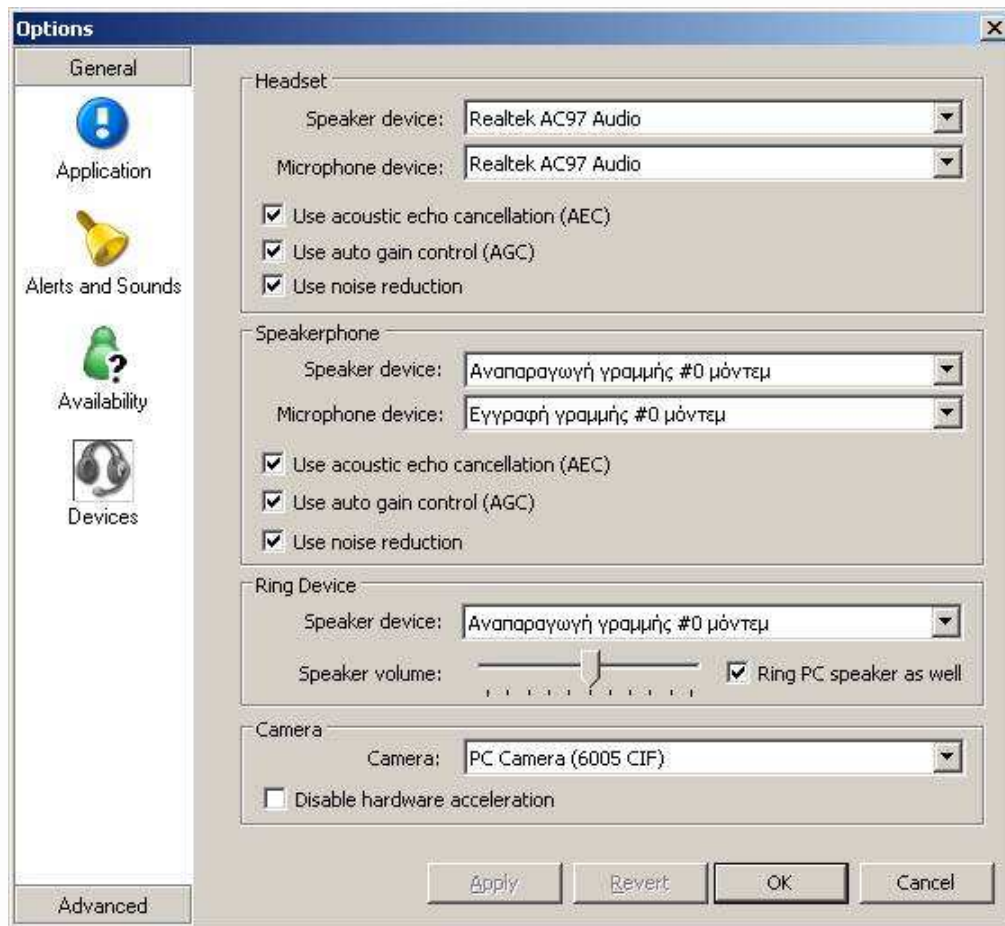 Options
General
Application
Alerts and Sounds
Availability
Devices
Advanced
Headset
Speaker device: Realtek AC97 Audio
Microphone device: Realtek AC97 Audio
Use acoustic echo cancellation (AEC)
Use auto gain control (AGC)
Use noise reduction
Speakerphone
Speaker device: Αναπαραγωγή γραμμής #0 μόντεμ
Microphone device: Εγγραφή γραμμής #0 μόντεμ
Use acoustic echo cancellation (AEC)
Use auto gain control (AGC)
Use noise reduction
Ring Device
Speaker device: Αναπαραγωγή γραμμής #0 μόντεμ
Speaker volume: Ring PC speaker as well
Camera
Camera: PC Camera (6005 CIF)
Disable hardware acceleration
Apply Revert OK Cancel